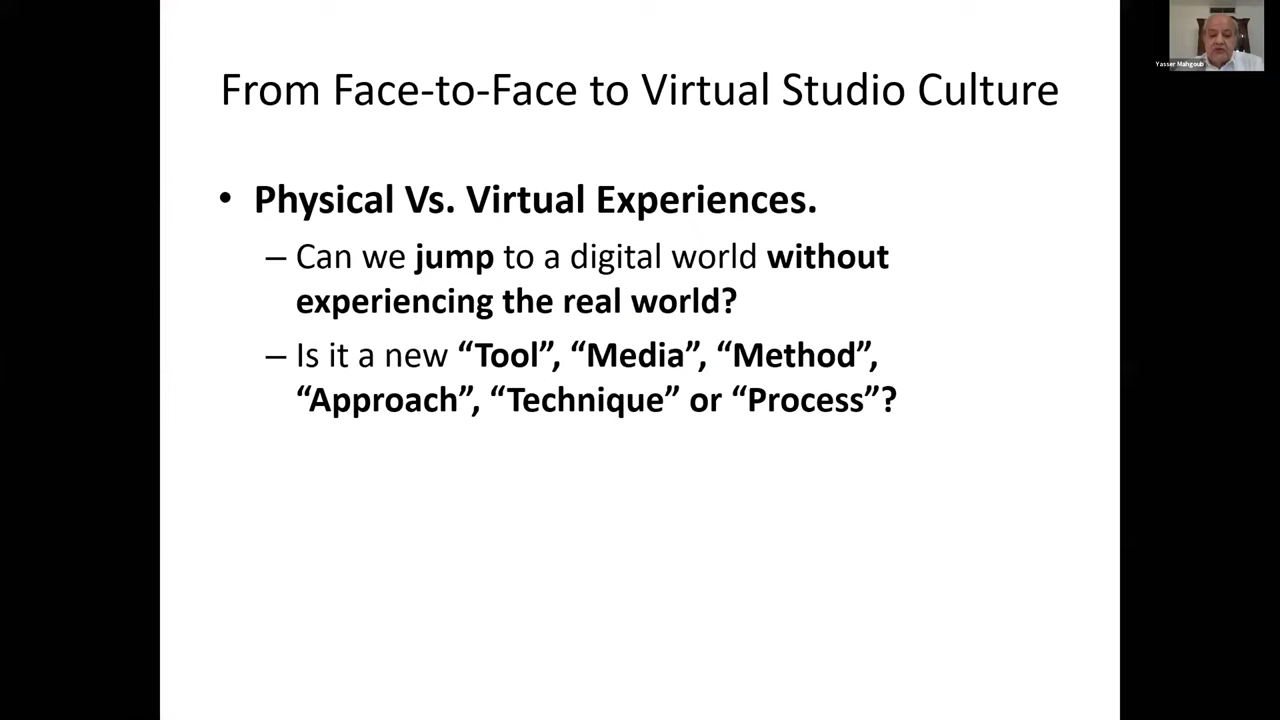 Yasser Mahgoub
From Face-to-Face to Virtual Studio Culture
• Physical Vs. Virtual Experiences.
– Can we jump to a digital world without
experiencing the real world?
– Is it a new “Tool”, “Media”, “Method”,
“Approach”, “Technique” or “Process”?